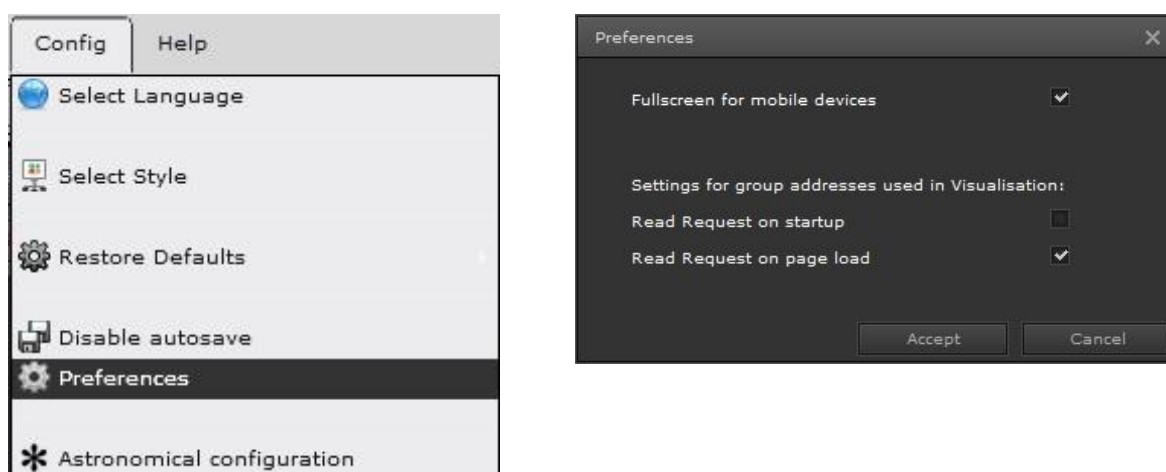 Config Help
Select Language
Select Style
Restore Defaults
Disable autosave
Preferences
Astronomical configuration
Preferences
Fullscreen for mobile devices
Settings for group addresses used in Visualisation:
Read Request on startup
Read Request on page load
Accept Cancel